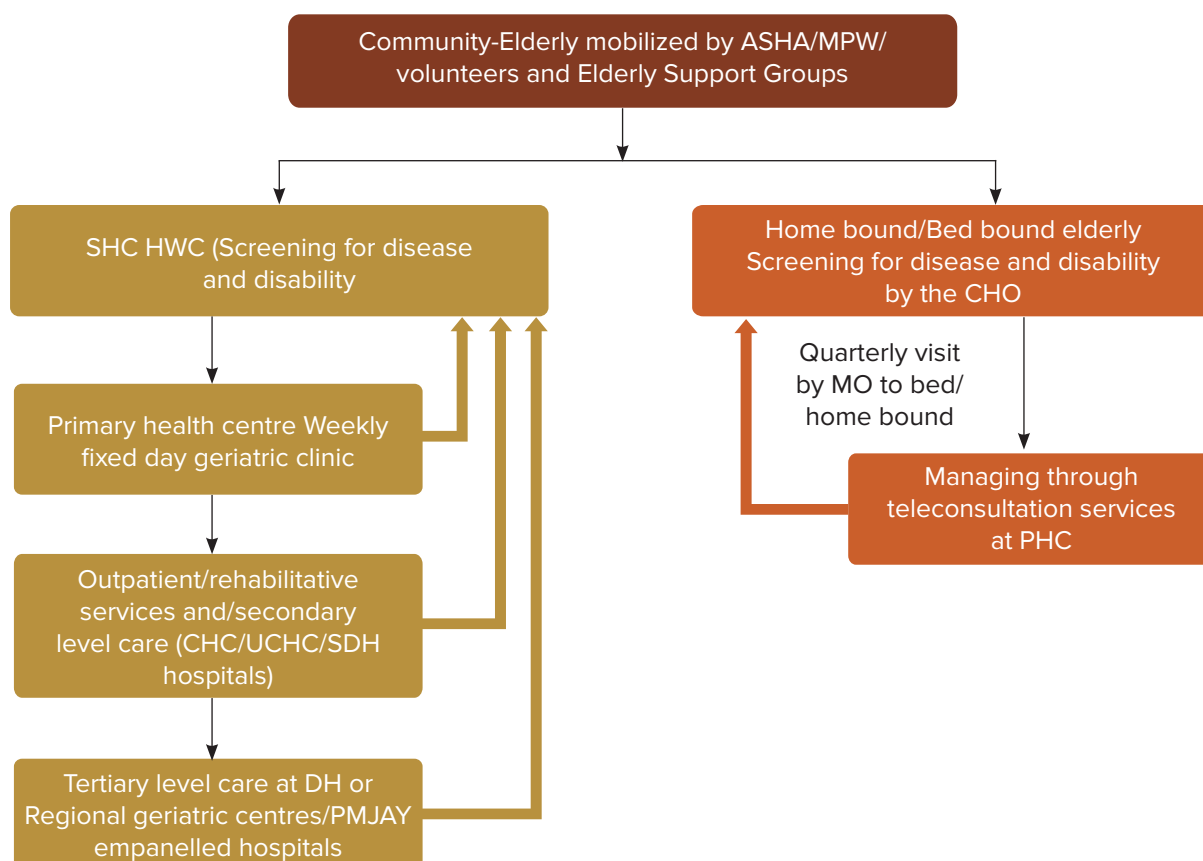 Community-Elderly mobilized by ASHA/MPW/
volunteers and Elderly Support Groups
SHC HWC (Screening for disease
and disability
Home bound/Bed bound elderly
Screening for disease and disability
by the CHO
Primary health centre Weekly
fixed day geriatric clinic
Quarterly visit
by MO to bed/
home bound
Outpatient/rehabilitative
services and/secondary
level care (CHC/UCHC/SDH
hospitals)
Managing through
teleconsultation services
at PHC
Tertiary level care at DH or
Regional geriatric centres/PMJAY
empanelled hospitals